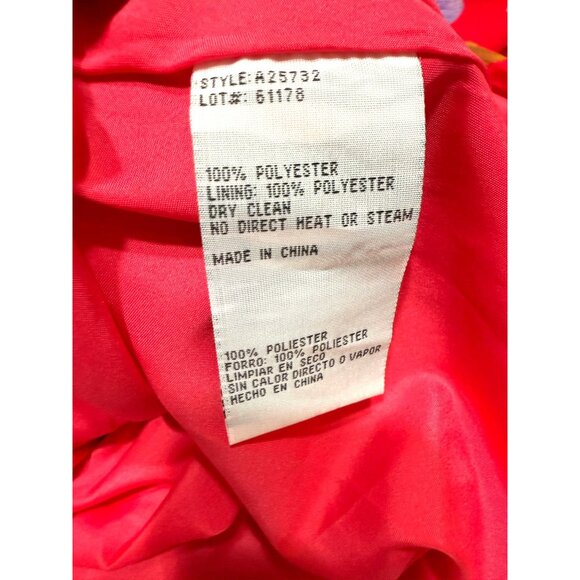 STYLE: A25732
LOT#: 61178
100% POLYESTER
LINING: 100% POLYESTER
DRY CLEAN
NO DIRECT HEAT OR STEAM
MADE IN CHINA
100% POLIESTER
FORRO: 100% POLIESTER
LIMPIAR EN SECO
SIN CALOR DIRECTO O VAPOR
HECHO EN CHINA